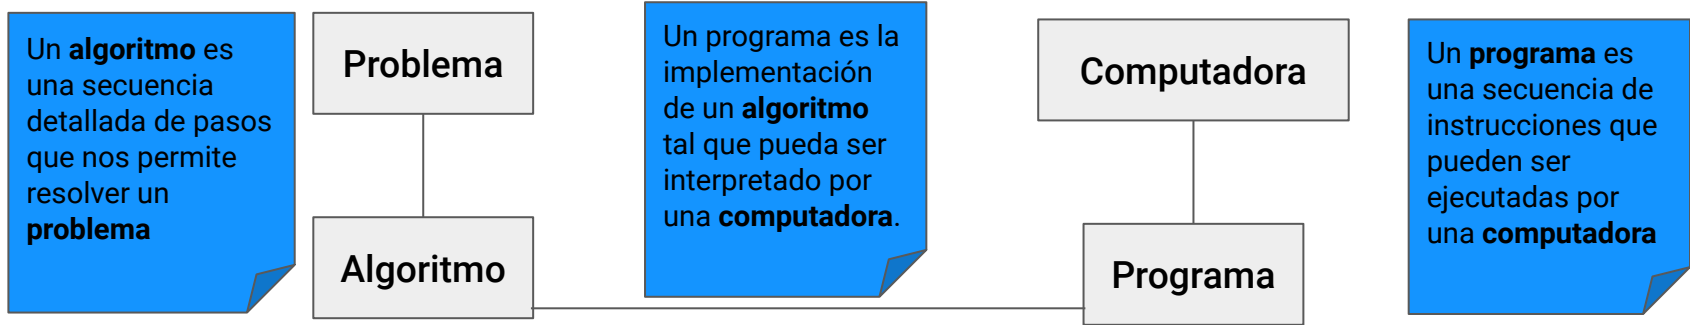 Un algoritmo es
una secuencia
detallada de pasos
que nos permite
resolver un
problema
Problema
Algoritmo
Un programa es la
implementación
de un algoritmo
tal que pueda ser
interpretado por
una computadora.
Computadora
Programa
Un programa es
una secuencia de
instrucciones que
pueden ser
ejecutadas por
una computadora